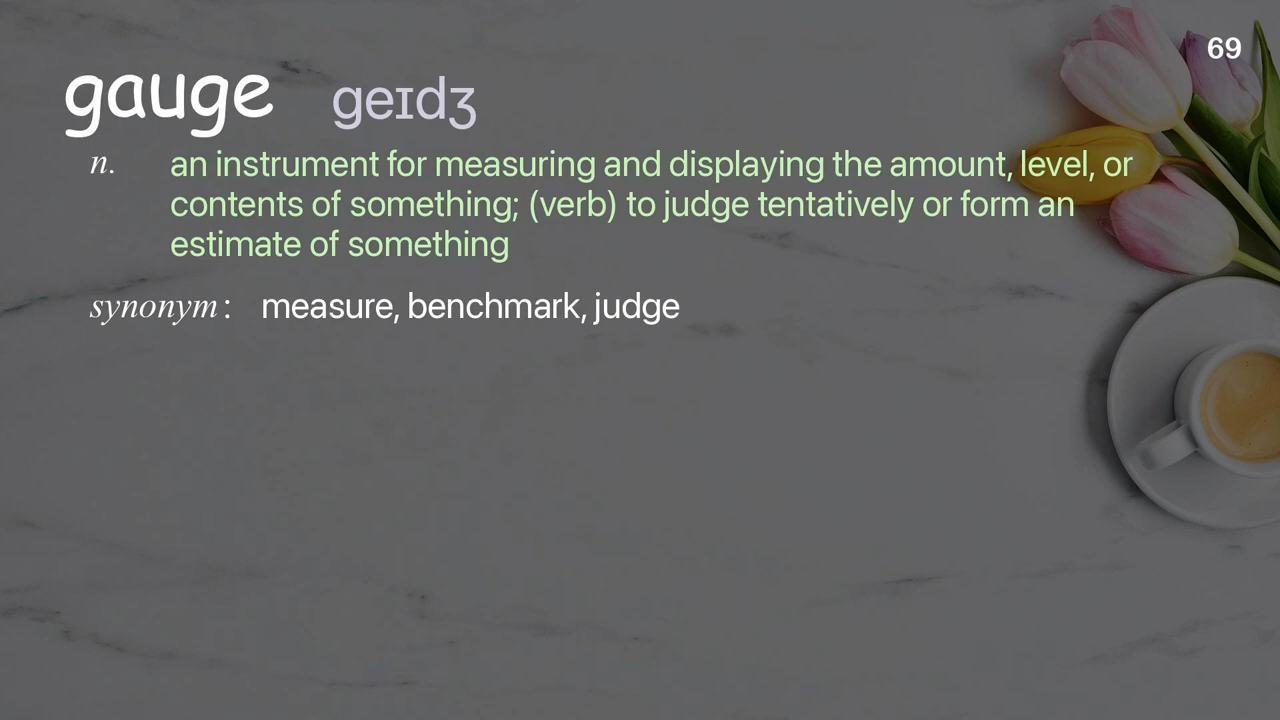 69
gauge geɪdʒ
n. an instrument for measuring and displaying the amount, level, or
contents of something; (verb) to judge tentatively or form an
estimate of something
synonym: measure, benchmark, judge